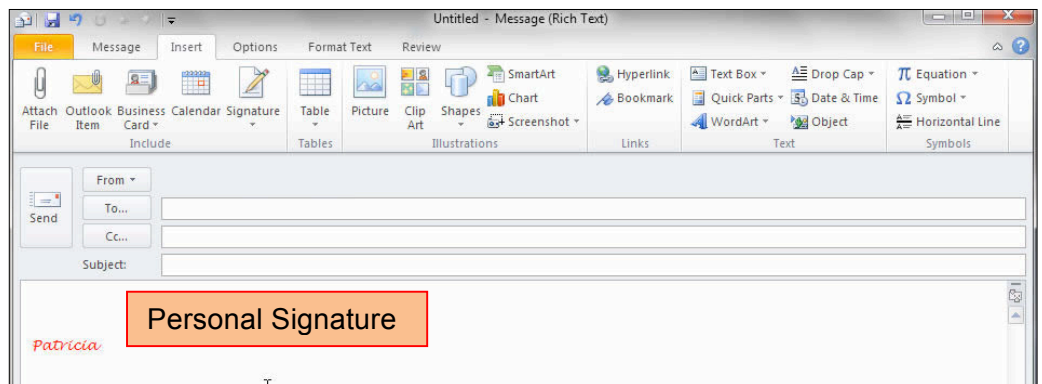 Untitled - Message (Rich Text)
File Message Insert Options Format Text Review
Attach File
Outlook Item
Business Card
Calendar
Signature
Table
Picture
Clip Art
Shapes
SmartArt
Chart
Screenshot
Hyperlink
Bookmark
Text Box
Quick Parts
WordArt
Drop Cap
Date & Time
Object
Equation
Symbol
Horizontal Line
Include Tables Illustrations Links Text Symbols
Send
From
To...
Cc...
Subject:
Personal Signature
Patricia